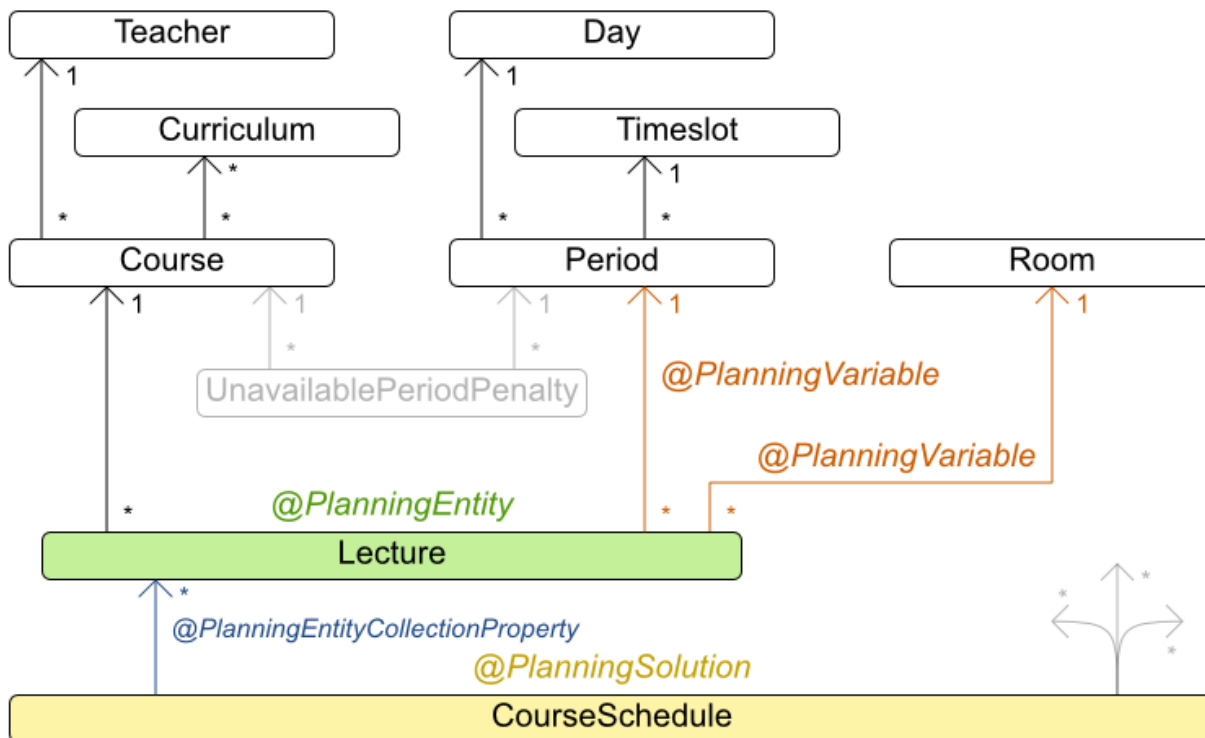 Teacher
Day
1
1
Curriculum
Timeslot
*
1
*
*
*
*
Course
Period
Room
1
1
1
1
1
*
*
UnavailablePeriodPenalty
@PlanningVariable
@PlanningVariable
@PlanningEntity
*
*
*
Lecture
*
*
*
@PlanningEntityCollectionProperty
*
@PlanningSolution
CourseSchedule